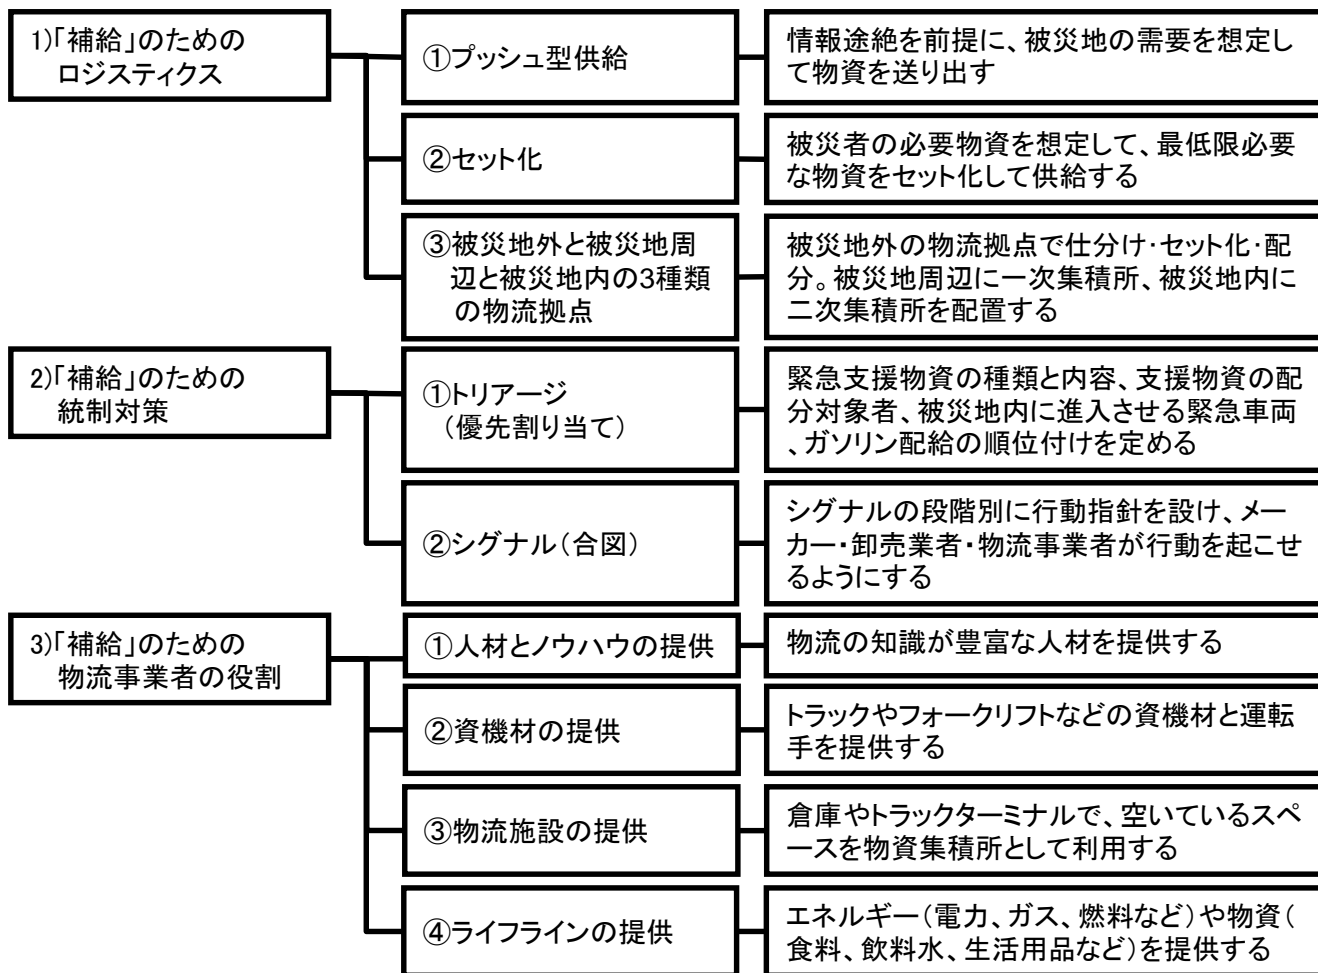 1)「補給」のための
ロジスティクス
①プッシュ型供給
情報途絶を前提に、被災地の需要を想定し
て物資を送り出す
②セット化
被災者の必要物資を想定して、最低限必要
な物資をセット化して供給する
③被災地外と被災地周
辺と被災地内の3種類
の物流拠点
被災地外の物流拠点で仕分け・セット化・配
分。被災地周辺に一次集積所、被災地内に
二次集積所を配置する
2)「補給」のための
統制対策
①トリアージ
（優先割り当て）
緊急支援物資の種類と内容、支援物資の配
分対象者、被災地内に進入させる緊急車両
、ガソリン配給の順位付けを定める
②シグナル（合図）
シグナルの段階別に行動指針を設け、メー
カー・卸売業者・物流事業者が行動を起こせ
るようにする
3)「補給」のための
物流事業者の役割
①人材とノウハウの提供
物流の知識が豊富な人材を提供する
②資機材の提供
トラックやフォークリフトなどの資機材と運転
手を提供する
③物流施設の提供
倉庫やトラックターミナルで、空いているスペ
ースを物資集積所として利用する
④ライフラインの提供
エネルギー（電力、ガス、燃料など）や物資（
食料、飲料水、生活用品など）を提供する